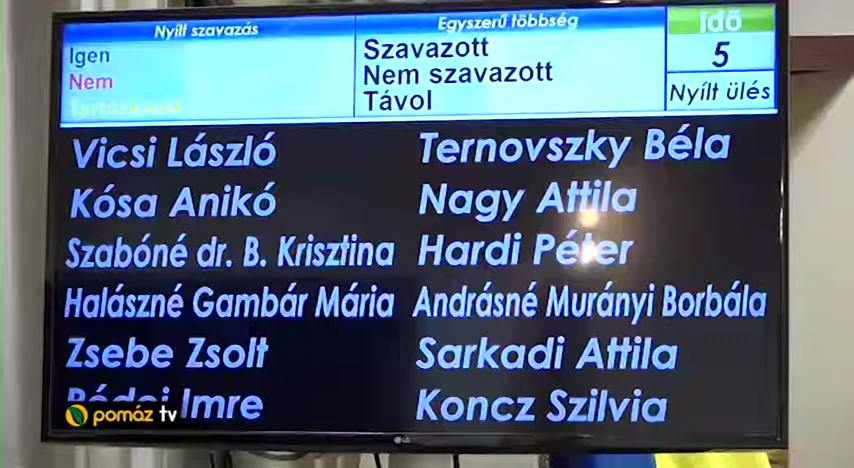 Nyílt szavazás
Igen
Nem
Tartózkodás
Egyszerű többség
Szavazott
Nem szavazott
Távol
Idő
5
Nyílt ülés
Vicsi László
Ternovszky Béla
Kósa Anikó
Nagy Attila
Szabóné dr. B. Krisztina
Hardi Péter
Halászné Gambár Mária
Andrásné Murányi Borbála
Zsebe Zsolt
Sarkadi Attila
Imre
Koncz Szilvia
pomáz tv
LG